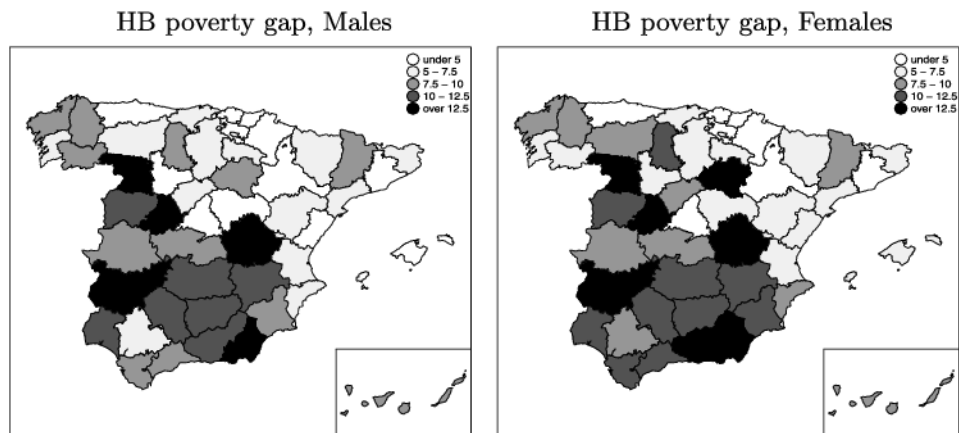 HB poverty gap, Males
under 5
5 – 7.5
7.5 – 10
10 – 12.5
over 12.5
HB poverty gap, Females
under 5
5 – 7.5
7.5 – 10
10 – 12.5
over 12.5